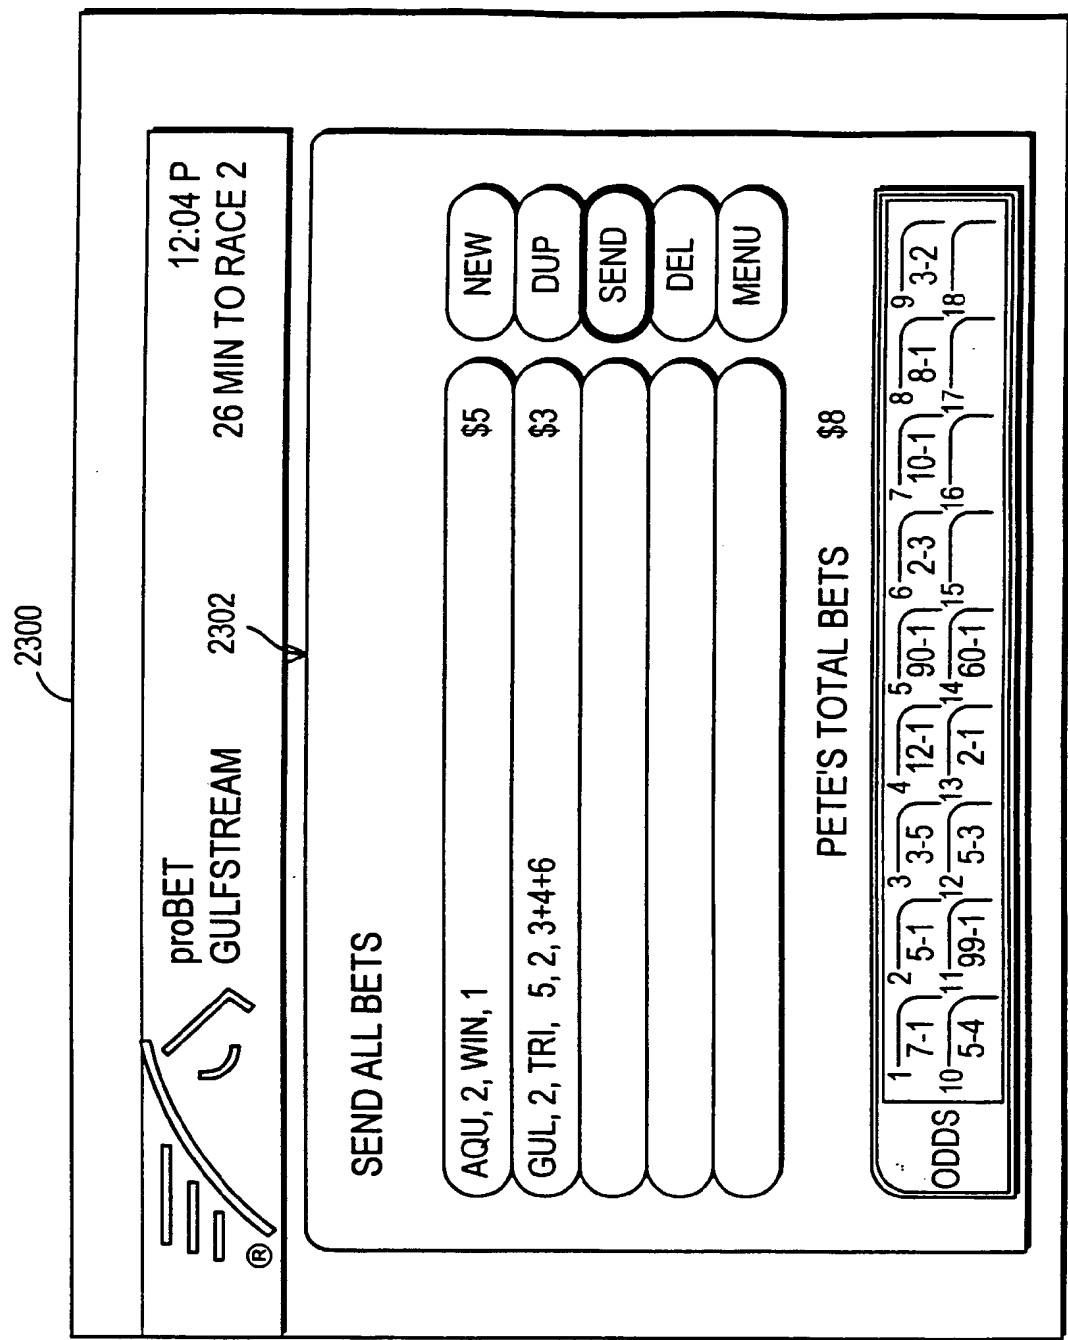 2300
proBET 12:04 P
GULFSTREAM 2302 26 MIN TO RACE 2
®
SEND ALL BETS
AQU, 2, WIN, 1 $5 NEW
GUL, 2, TRI, 5, 2, 3+4+6 $3 DUP
SEND
DEL
MENU
PETE'S TOTAL BETS $8
ODDS
1 7-1 2 5-1 3 3-5 4 12-1 5 90-1 6 2-3 7 10-1 8 8-1 9 3-2
10 5-4 11 99-1 12 5-3 13 2-1 14 60-1 15 16 17 18